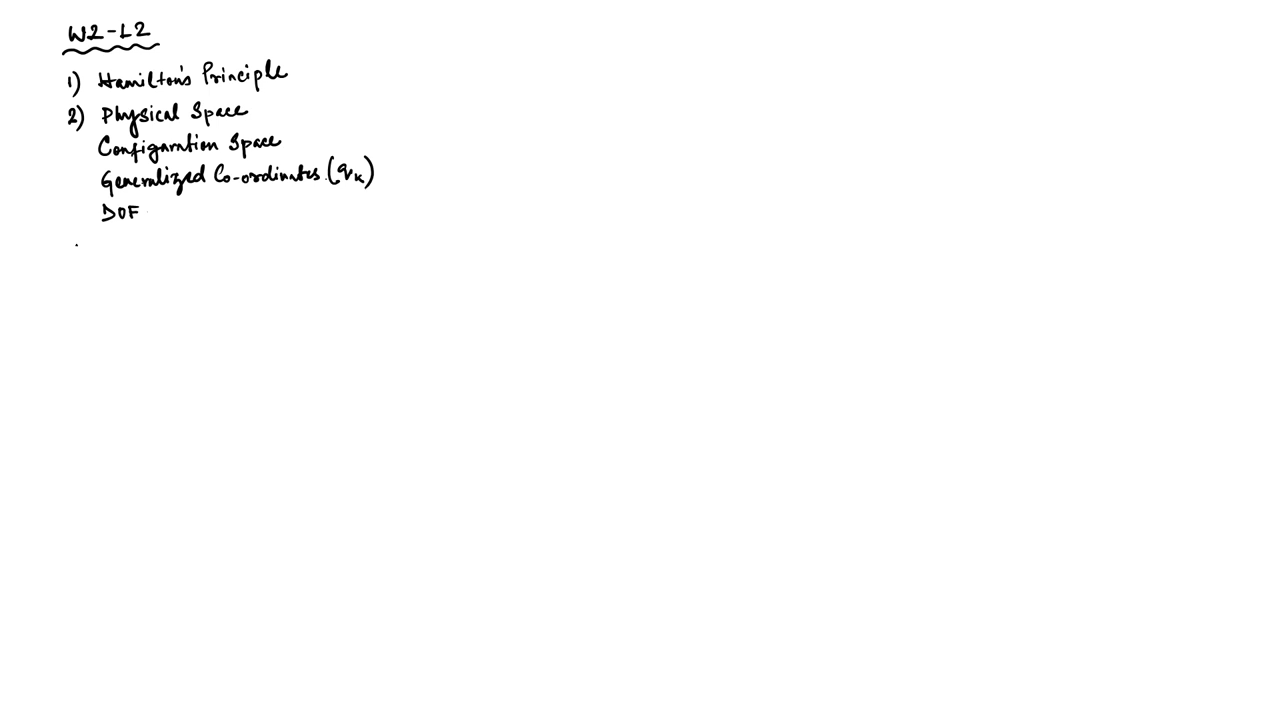 W2-L2
1) Hamilton's Principle
2) Physical Space
Configuration Space
Generalized Co-ordinates (qₖ)
DOF